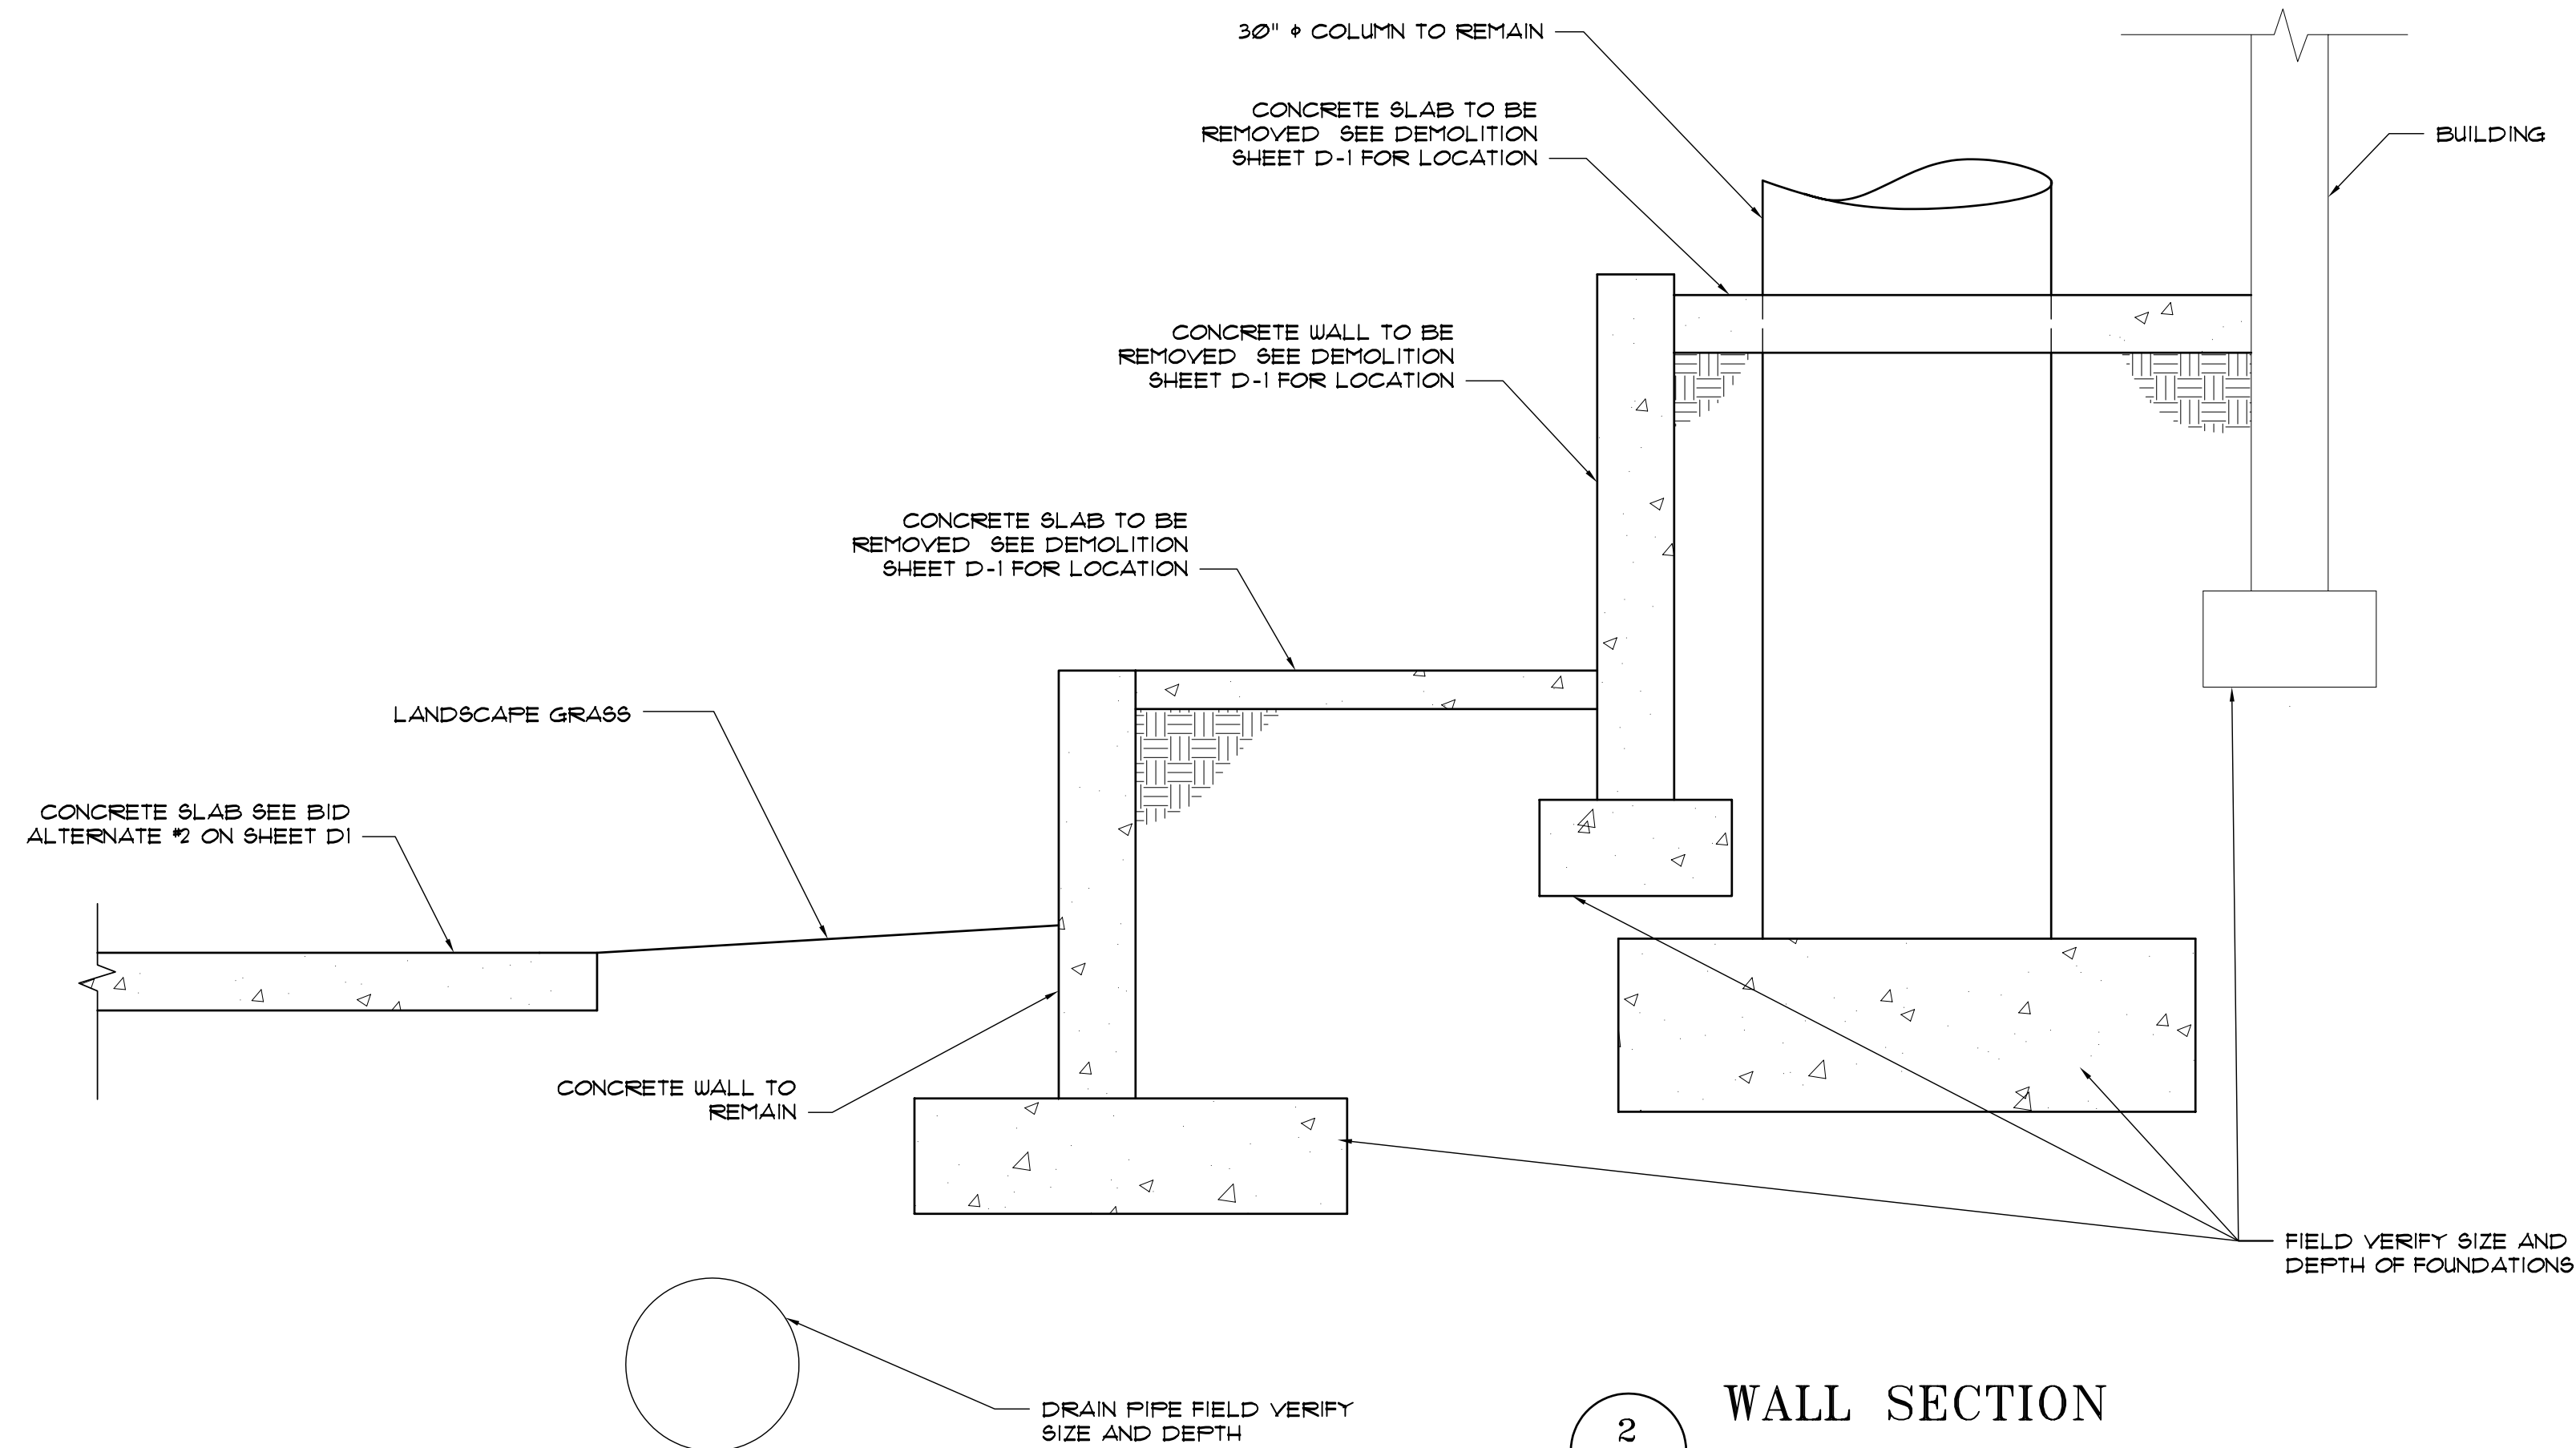 30" ϕ COLUMN TO REMAIN
CONCRETE SLAB TO BE
REMOVED SEE DEMOLITION
SHEET D-1 FOR LOCATION
BUILDING
CONCRETE WALL TO BE
REMOVED SEE DEMOLITION
SHEET D-1 FOR LOCATION
CONCRETE SLAB TO BE
REMOVED SEE DEMOLITION
SHEET D-1 FOR LOCATION
LANDSCAPE GRASS
CONCRETE SLAB SEE BID
ALTERNATE #2 ON SHEET D1
CONCRETE WALL TO
REMAIN
FIELD VERIFY SIZE AND
DEPTH OF FOUNDATIONS
DRAIN PIPE FIELD VERIFY
SIZE AND DEPTH
2
WALL SECTION